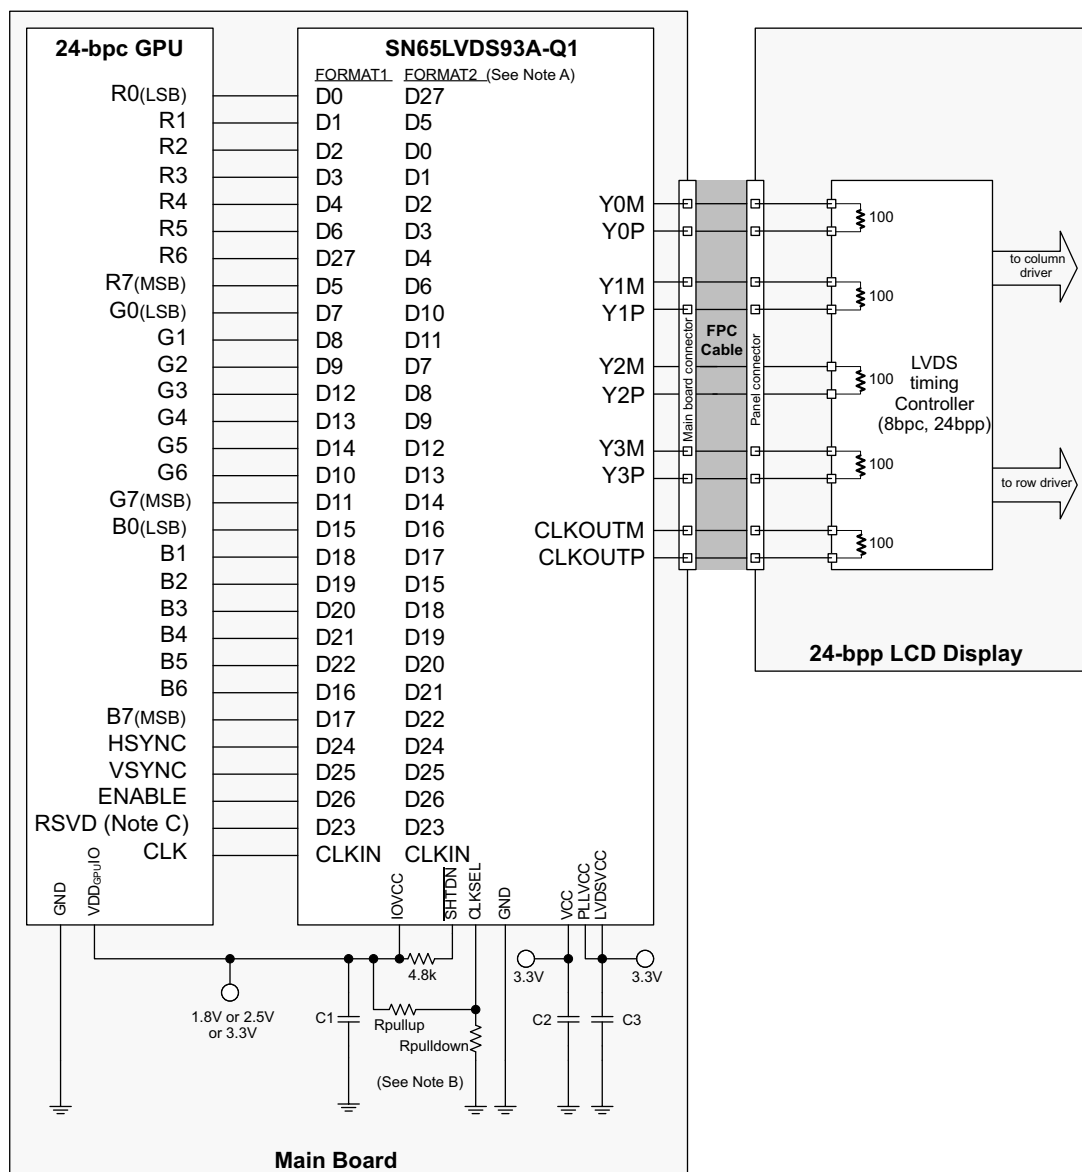 24-bpc GPU
SN65LVDS93A-Q1
FORMAT1 FORMAT2 (See Note A)
R0(LSB) D0 D27
R1 D1 D5
R2 D2 D0
R3 D3 D1
R4 D4 D2
R5 D6 D3
R6 D27 D4
R7(MSB) D5 D6
G0(LSB) D7 D10
G1 D8 D11
G2 D9 D7
G3 D12 D8
G4 D13 D9
G5 D14 D12
G6 D10 D13
G7(MSB) D11 D14
B0(LSB) D15 D16
B1 D18 D17
B2 D19 D15
B3 D20 D18
B4 D21 D19
B5 D22 D20
B6 D16 D21
B7(MSB) D17 D22
HSYNC D24 D24
VSYNC D25 D25
ENABLE D26 D26
RSVD (Note C) D23 D23
CLK CLKIN CLKIN
Y0M
Y0P
Y1M
Y1P
Y2M
Y2P
Y3M
Y3P
CLKOUTM
CLKOUTP
Main board connector
FPC
Cable
Panel connector
100
100
100
100
100
LVDS
timing
Controller
(8bpc, 24bpp)
to column
driver
to row driver
24-bpp LCD Display
GND
VDDGPUIO
IOVCC
SHTDN
CLKSEL
GND
VCC
PLLVCC
LVDSVCC
4.8k
3.3V
3.3V
1.8V or 2.5V
or 3.3V
C1
Rpullup
Rpulldown
C2
C3
(See Note B)
Main Board